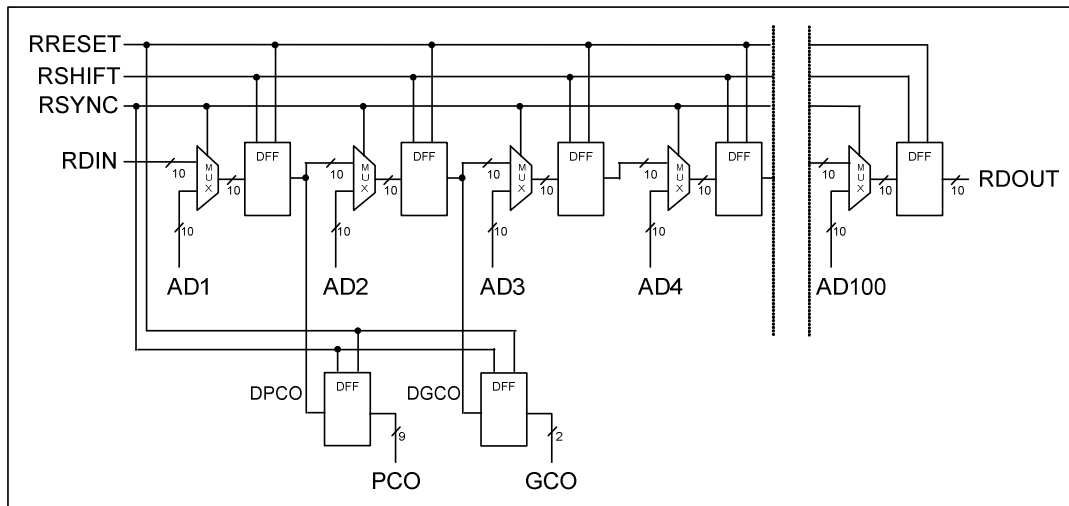 RRESET
RSHIFT
RSYNC
RDIN
DFF DFF DFF DFF DFF
MUX MUX MUX MUX MUX
10 10 10 10 10 10 10 10 10 10 10
RDOUT
10 10 10 10 10
AD1 AD2 AD3 AD4 AD100
DPCO DFF DGCO DFF
9 2
PCO GCO